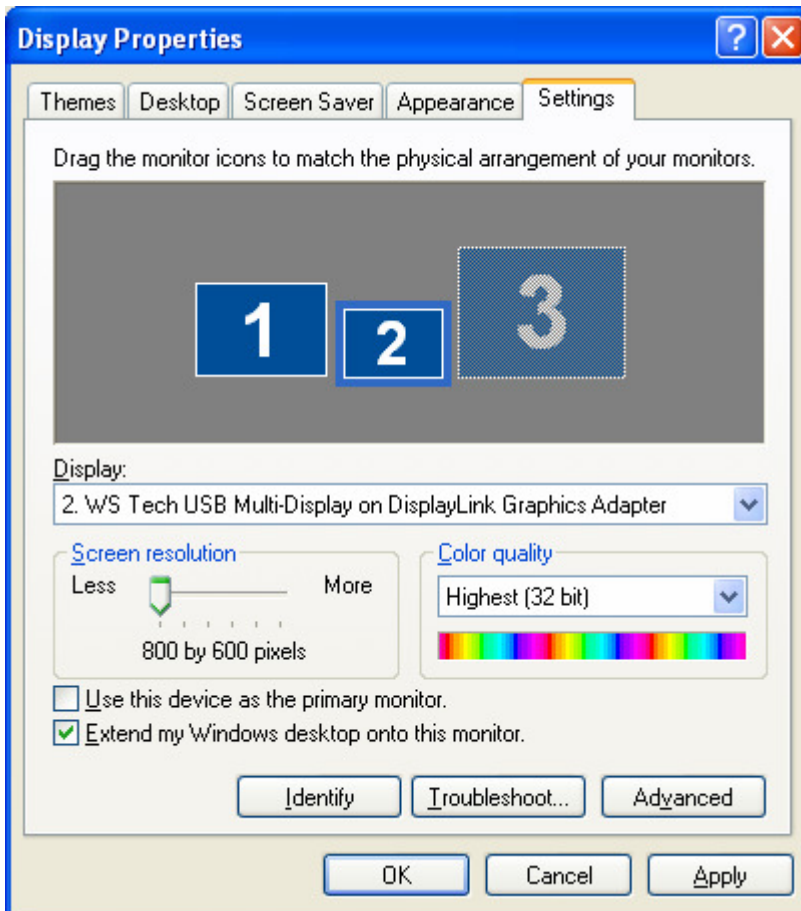 Display Properties
?
Themes Desktop Screen Saver Appearance Settings
Drag the monitor icons to match the physical arrangement of your monitors.
1 2 3
Display:
2. WS Tech USB Multi-Display on DisplayLink Graphics Adapter
Screen resolution
Less More
800 by 600 pixels
Color quality
Highest (32 bit)
Use this device as the primary monitor.
Extend my Windows desktop onto this monitor.
Identify Troubleshoot... Advanced
OK Cancel Apply